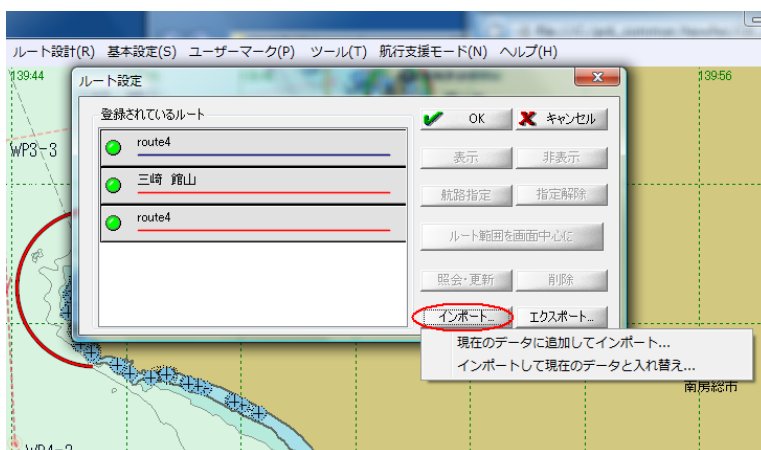 ルート設計(R) 基本設定(S) ユーザーマーク(P) ツール(T) 航行支援モード(N) ヘルプ(H)
139:44
139:56
ルート設定
登録されているルート
OK
キャンセル
route4
表示
非表示
WP3-3
三崎 館山
航路指定
指定解除
route4
ルート範囲を画面中心に
照会・更新
削除
インポート...
エクスポート...
現在のデータに追加してインポート...
インポートして現在のデータと入れ替え...
南房総市
WP4-2